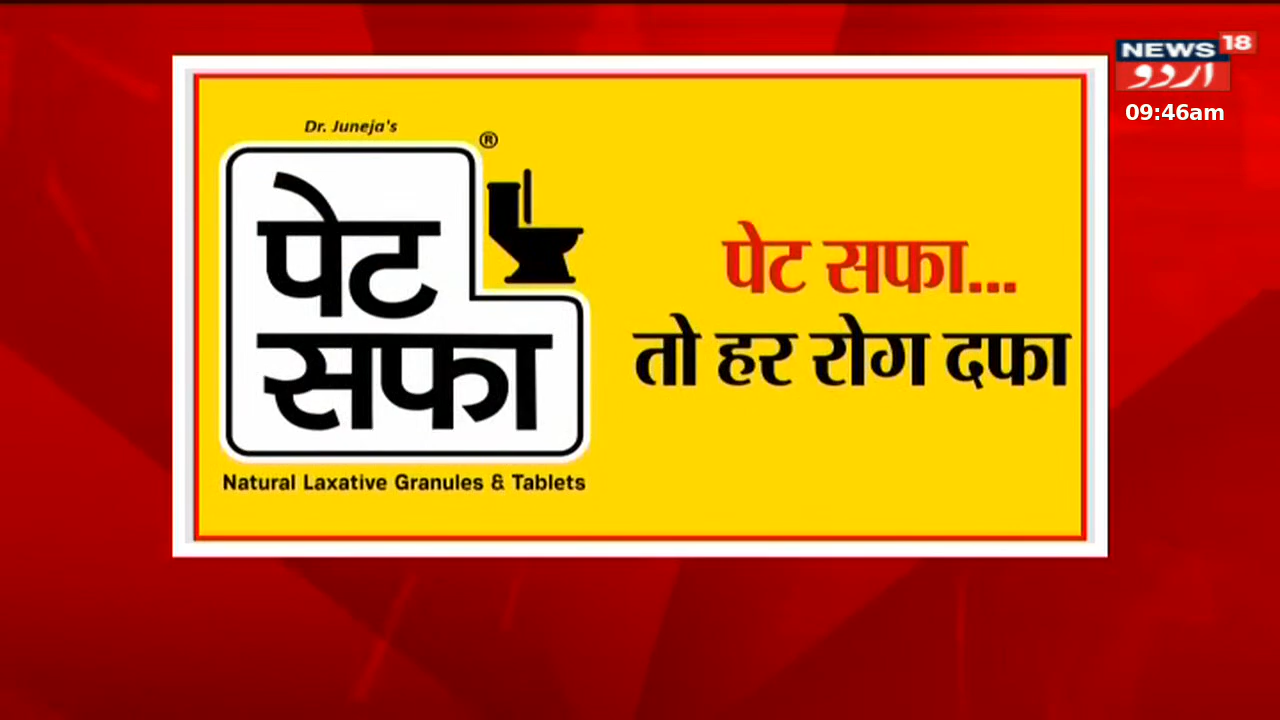 NEWS 18
اردو
09:46am
Dr. Juneja's
®
पेट
सफा
Natural Laxative Granules & Tablets
पेट सफा...
तो हर रोग दफा